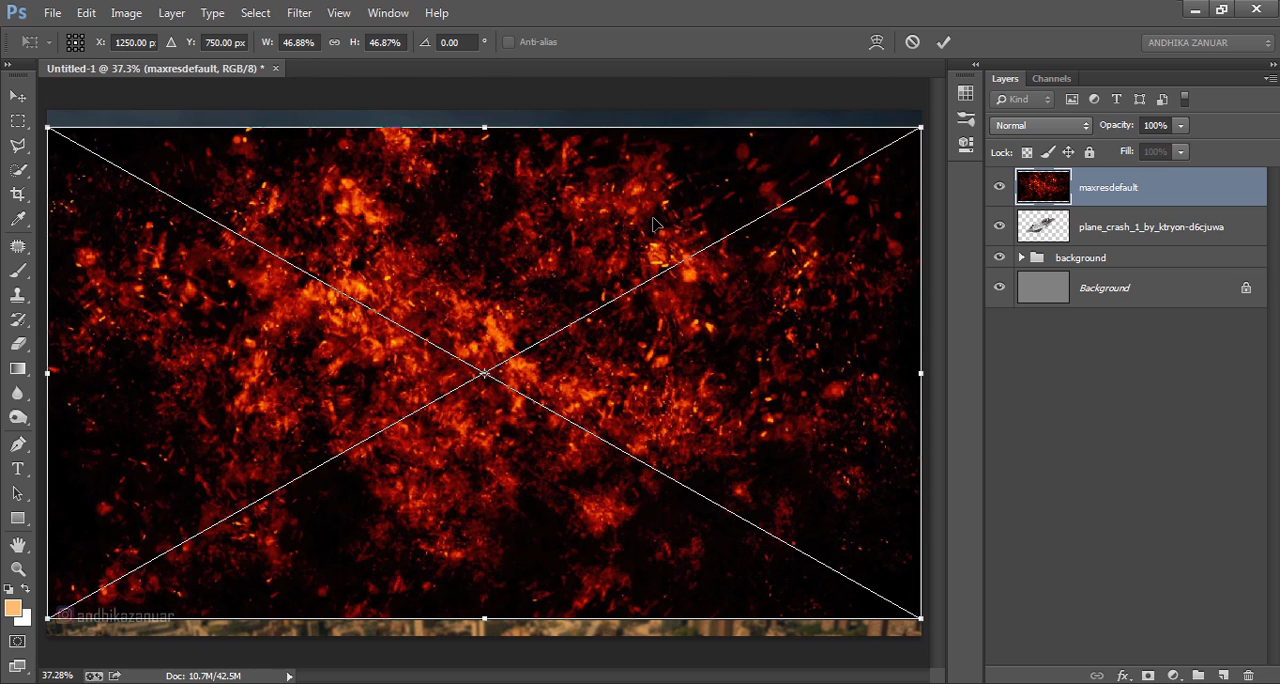 Ps File Edit Image Layer Type Select Filter View Window Help
X: 1250.00 p: Δ Y: 750.00 px W: 46.88% H: 46.87% 0.00 ° Anti-alias ANDHIKA ZANUAR
Untitled-1 @ 37.3% (maxresdefault, RGB/8) * ×
Layers Channels
Kind
Normal Opacity: 100%
Lock: Fill: 100%
maxresdefault
plane_crash_1_by_ktryon-d6cjuwa
background
Background
andhikazanuar
37.28% Doc: 10.7M/42.5M
fx